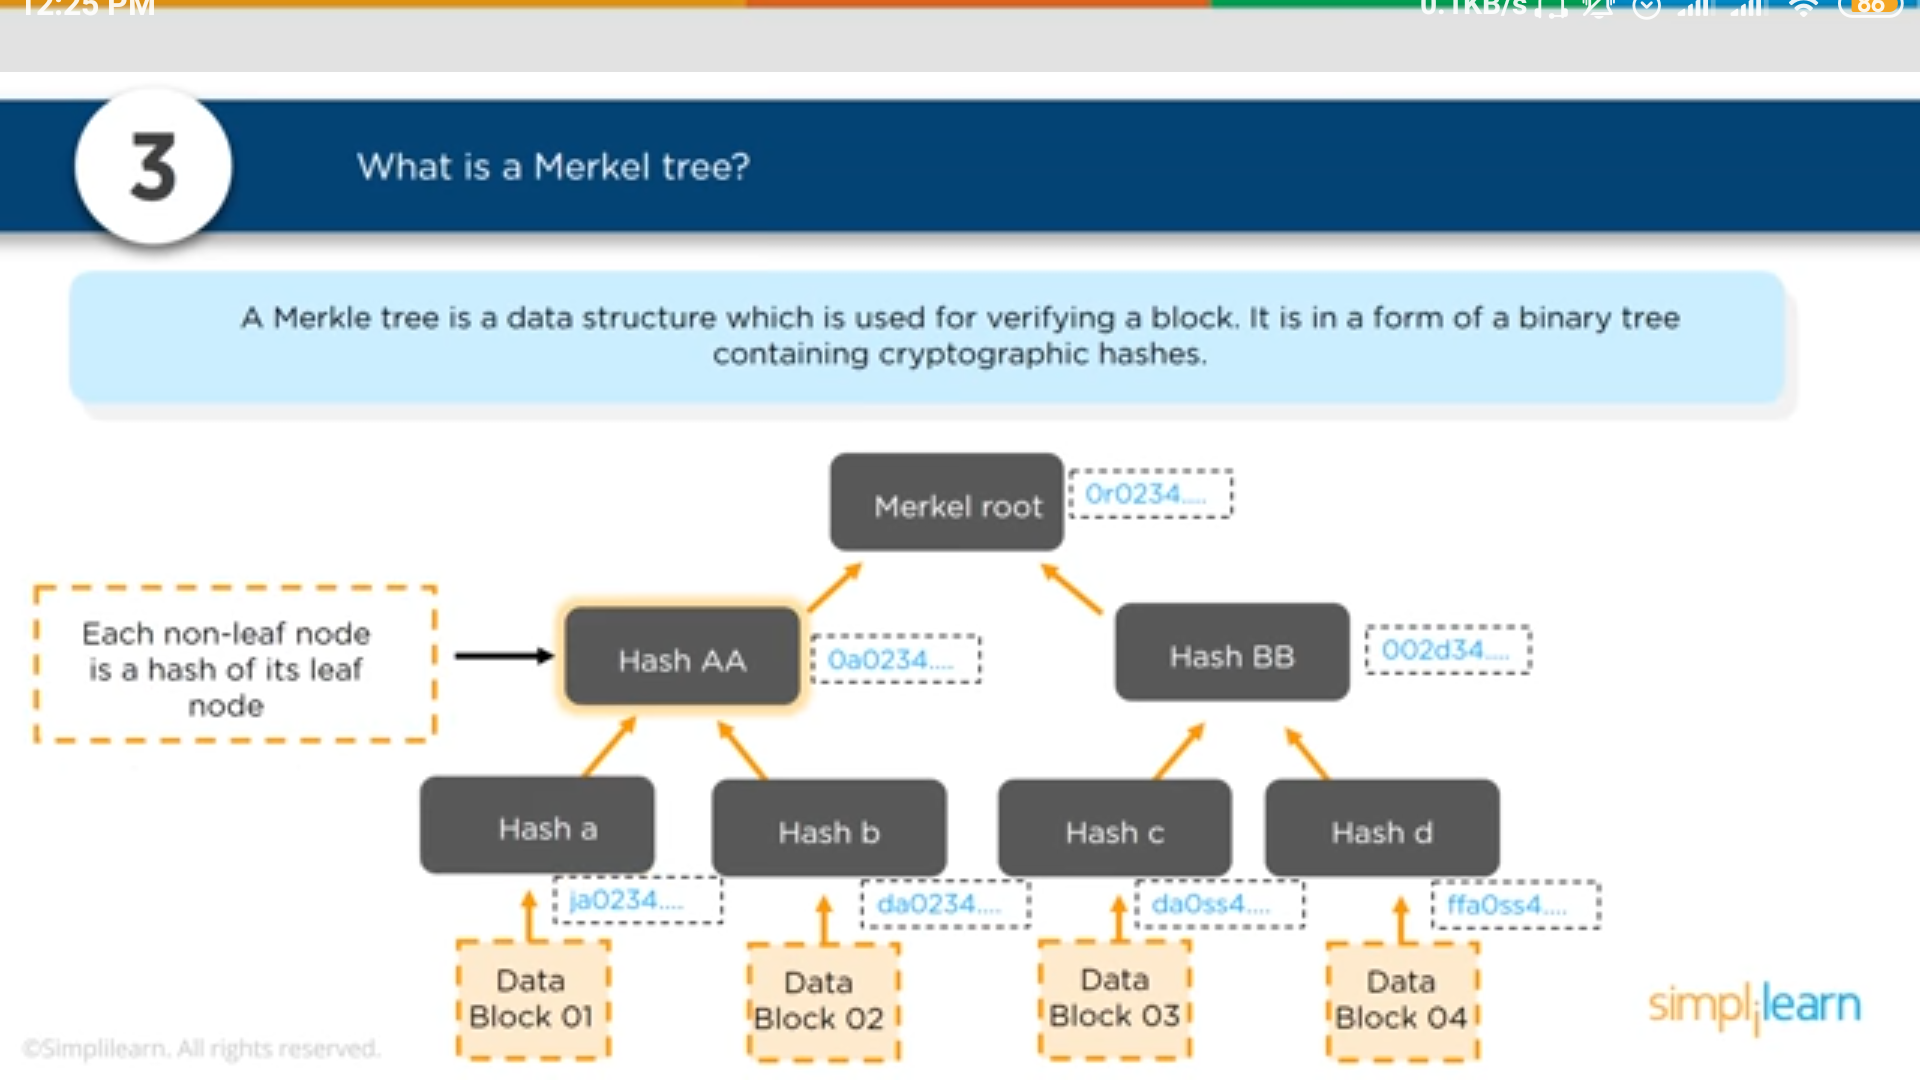 12:25 PM
0.1KB/s
86
3
What is a Merkel tree?
A Merkle tree is a data structure which is used for verifying a block. It is in a form of a binary tree
containing cryptographic hashes.
Merkel root
0r0234....
Each non-leaf node
is a hash of its leaf
node
Hash AA
0a0234....
Hash BB
002d34....
Hash a
Hash b
Hash c
Hash d
ja0234....
da0234....
da0ss4....
ffa0ss4....
Data
Block 01
Data
Block 02
Data
Block 03
Data
Block 04
simplilearn
©Simplilearn. All rights reserved.